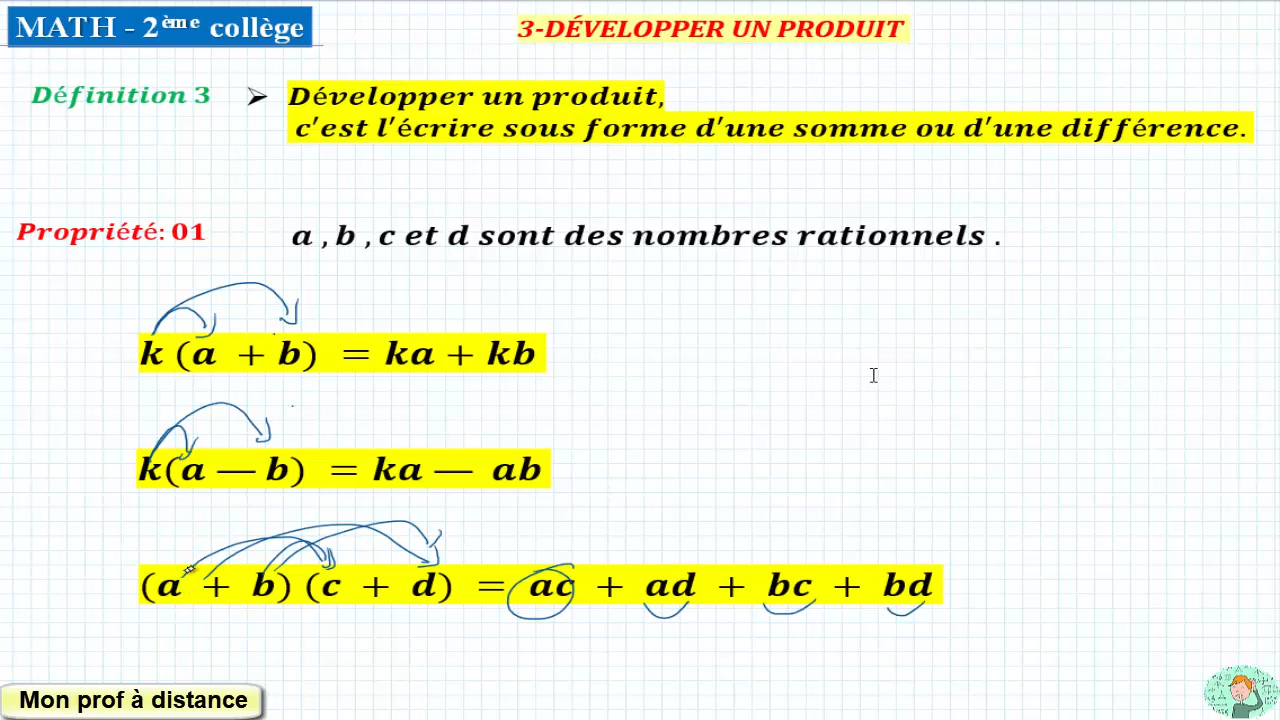 MATH - 2ème collège
3-DÉVELOPPER UN PRODUIT
Définition 3 ➢ Développer un produit,
c'est l'écrire sous forme d'une somme ou d'une différence.
Propriété: 01 a , b , c et d sont des nombres rationnels .
k (a + b) = ka + kb
k(a — b) = ka — ab
(a + b) (c + d) = ac + ad + bc + bd
Mon prof à distance